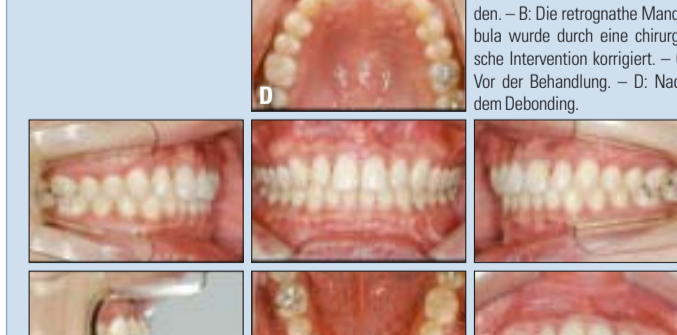 den. – B: Die retrognathe Mand
bula wurde durch eine chirurg
sche Intervention korrigiert. –
Vor der Behandlung. – D: Nac
dem Debonding.
D